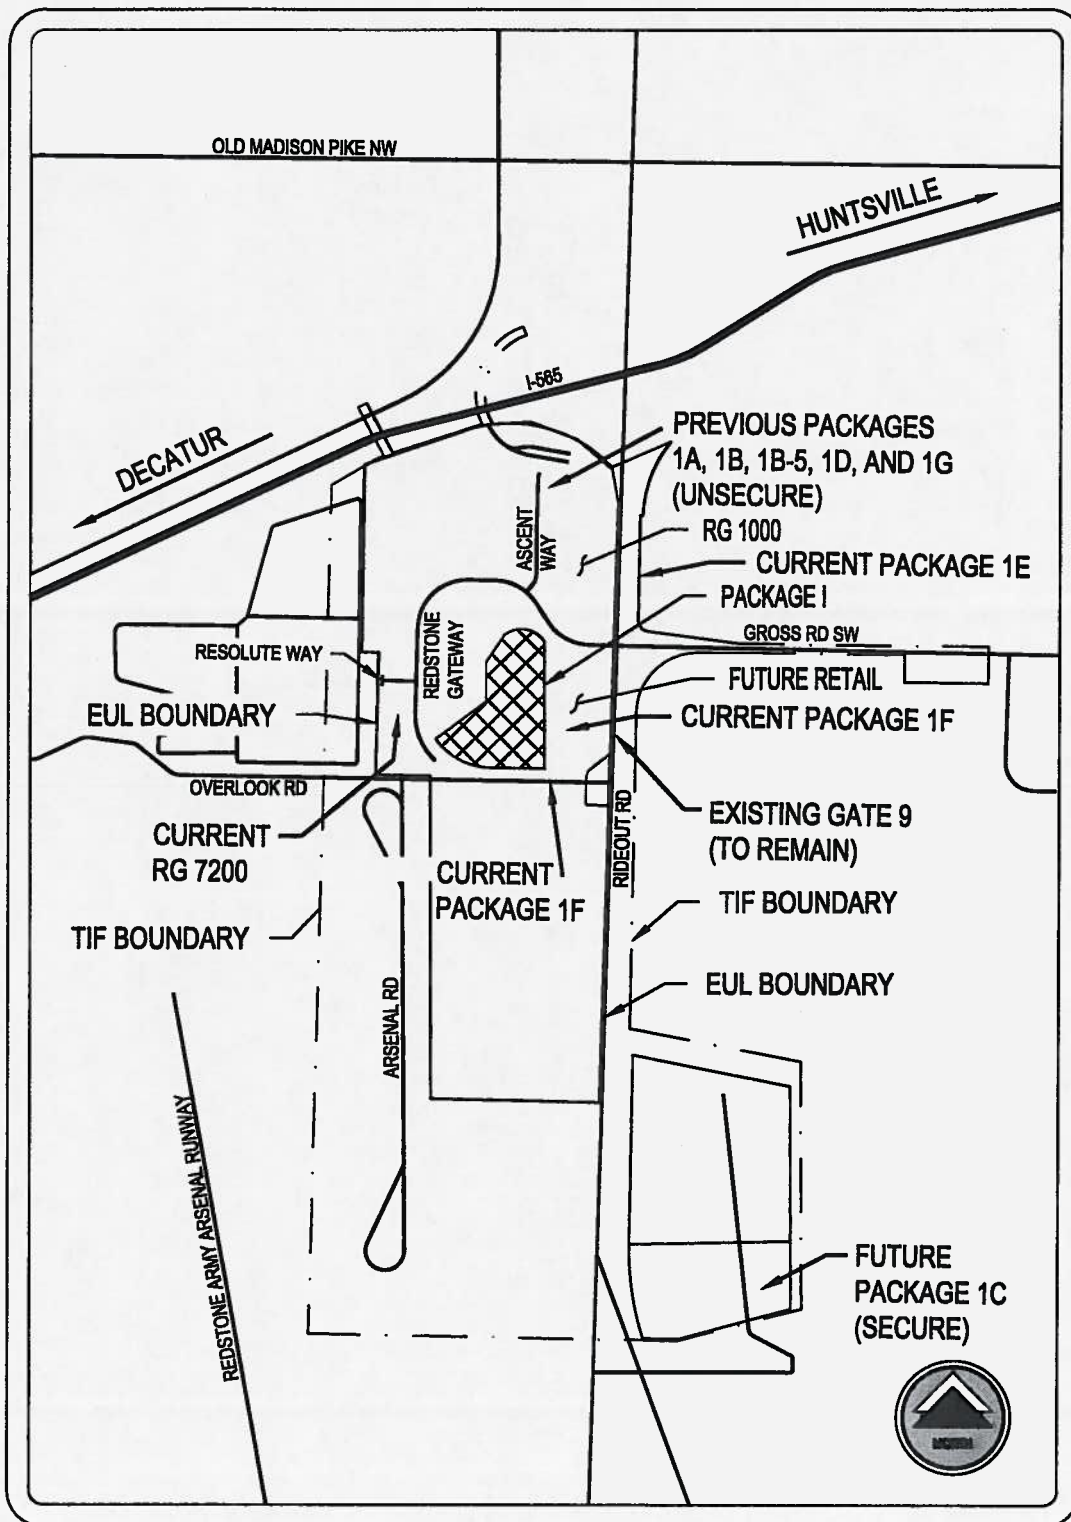 OLD MADISON PIKE NW
HUNTSVILLE
I-565
DECATUR
PREVIOUS PACKAGES
1A, 1B, 1B-5, 1D, AND 1G
(UNSECURE)
RG 1000
ASCENT
WAY
CURRENT PACKAGE 1E
PACKAGE I
GROSS RD SW
REDSTONE
GATEWAY
RESOLUTE WAY
FUTURE RETAIL
EUL BOUNDARY
CURRENT PACKAGE 1F
OVERLOOK RD
EXISTING GATE 9
(TO REMAIN)
RIDEOUT RD
CURRENT
RG 7200
CURRENT
PACKAGE 1F
TIF BOUNDARY
TIF BOUNDARY
EUL BOUNDARY
ARSENAL RD
REDSTONE ARMY ARSENAL RUNWAY
FUTURE
PACKAGE 1C
(SECURE)
NORTH